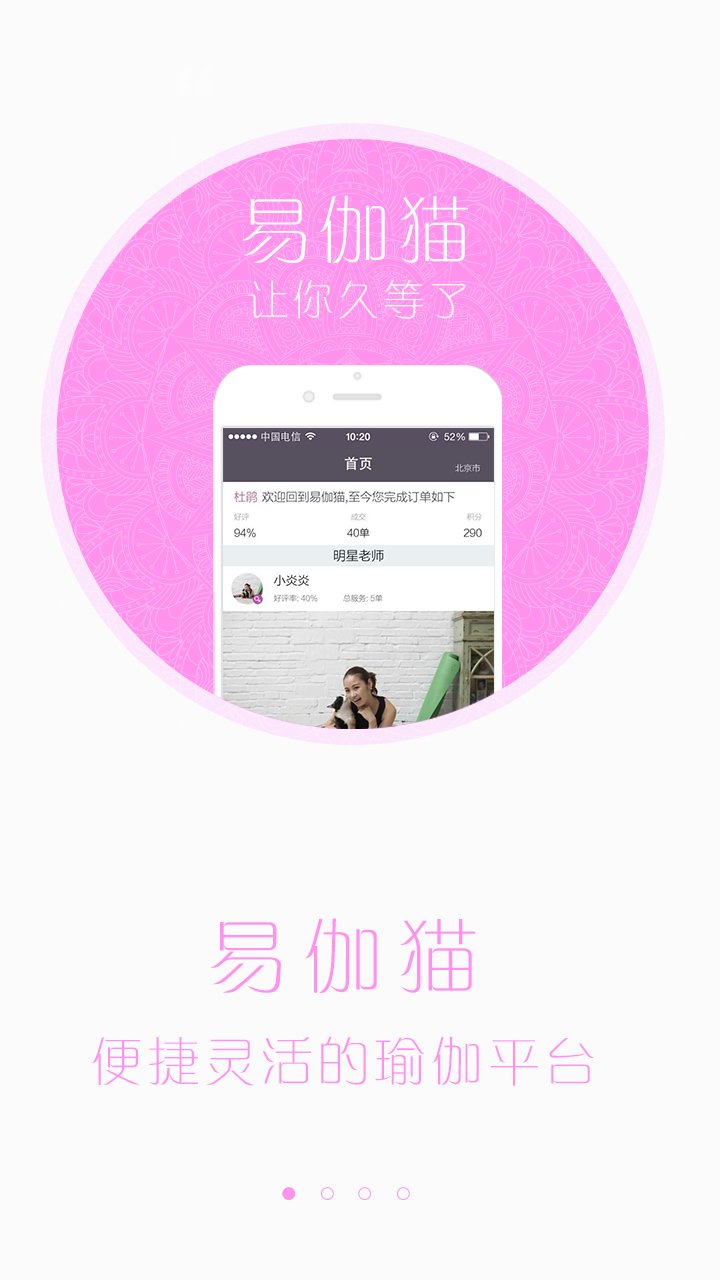 易伽猫
让你久等了
中国电信 10:20 52%
首页 北京市
杜鹃 欢迎回到易伽猫,至今您完成订单如下
好评 成交 积分
94% 40单 290
明星老师
小炎炎
好评率: 40% 总服务: 5单
易伽猫
便捷灵活的瑜伽平台